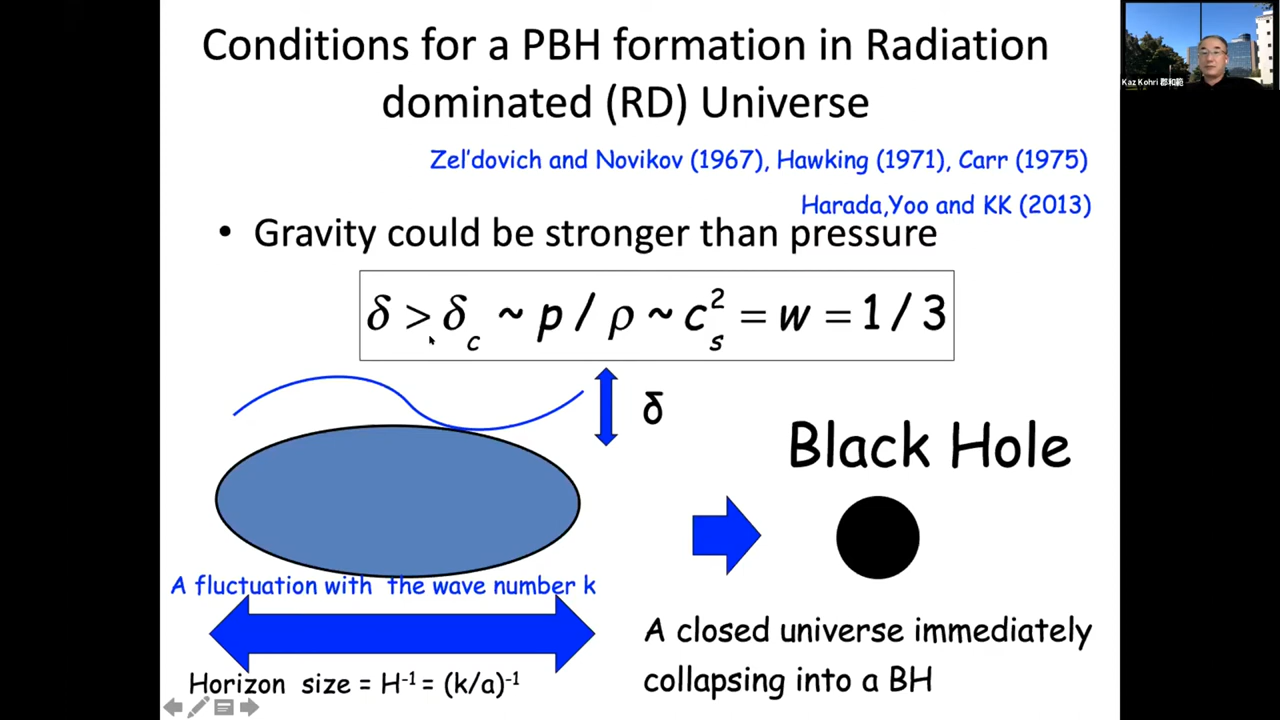 Conditions for a PBH formation in Radiation
dominated (RD) Universe
Kaz Kohri 郡和範
Zel'dovich and Novikov (1967), Hawking (1971), Carr (1975)
Harada,Yoo and KK (2013)
• Gravity could be stronger than pressure
δ > δc ~ p / ρ ~ cs² = w = 1 / 3
δ
Black Hole
A fluctuation with the wave number k
A closed universe immediately
collapsing into a BH
Horizon size = H⁻¹ = (k/a)⁻¹